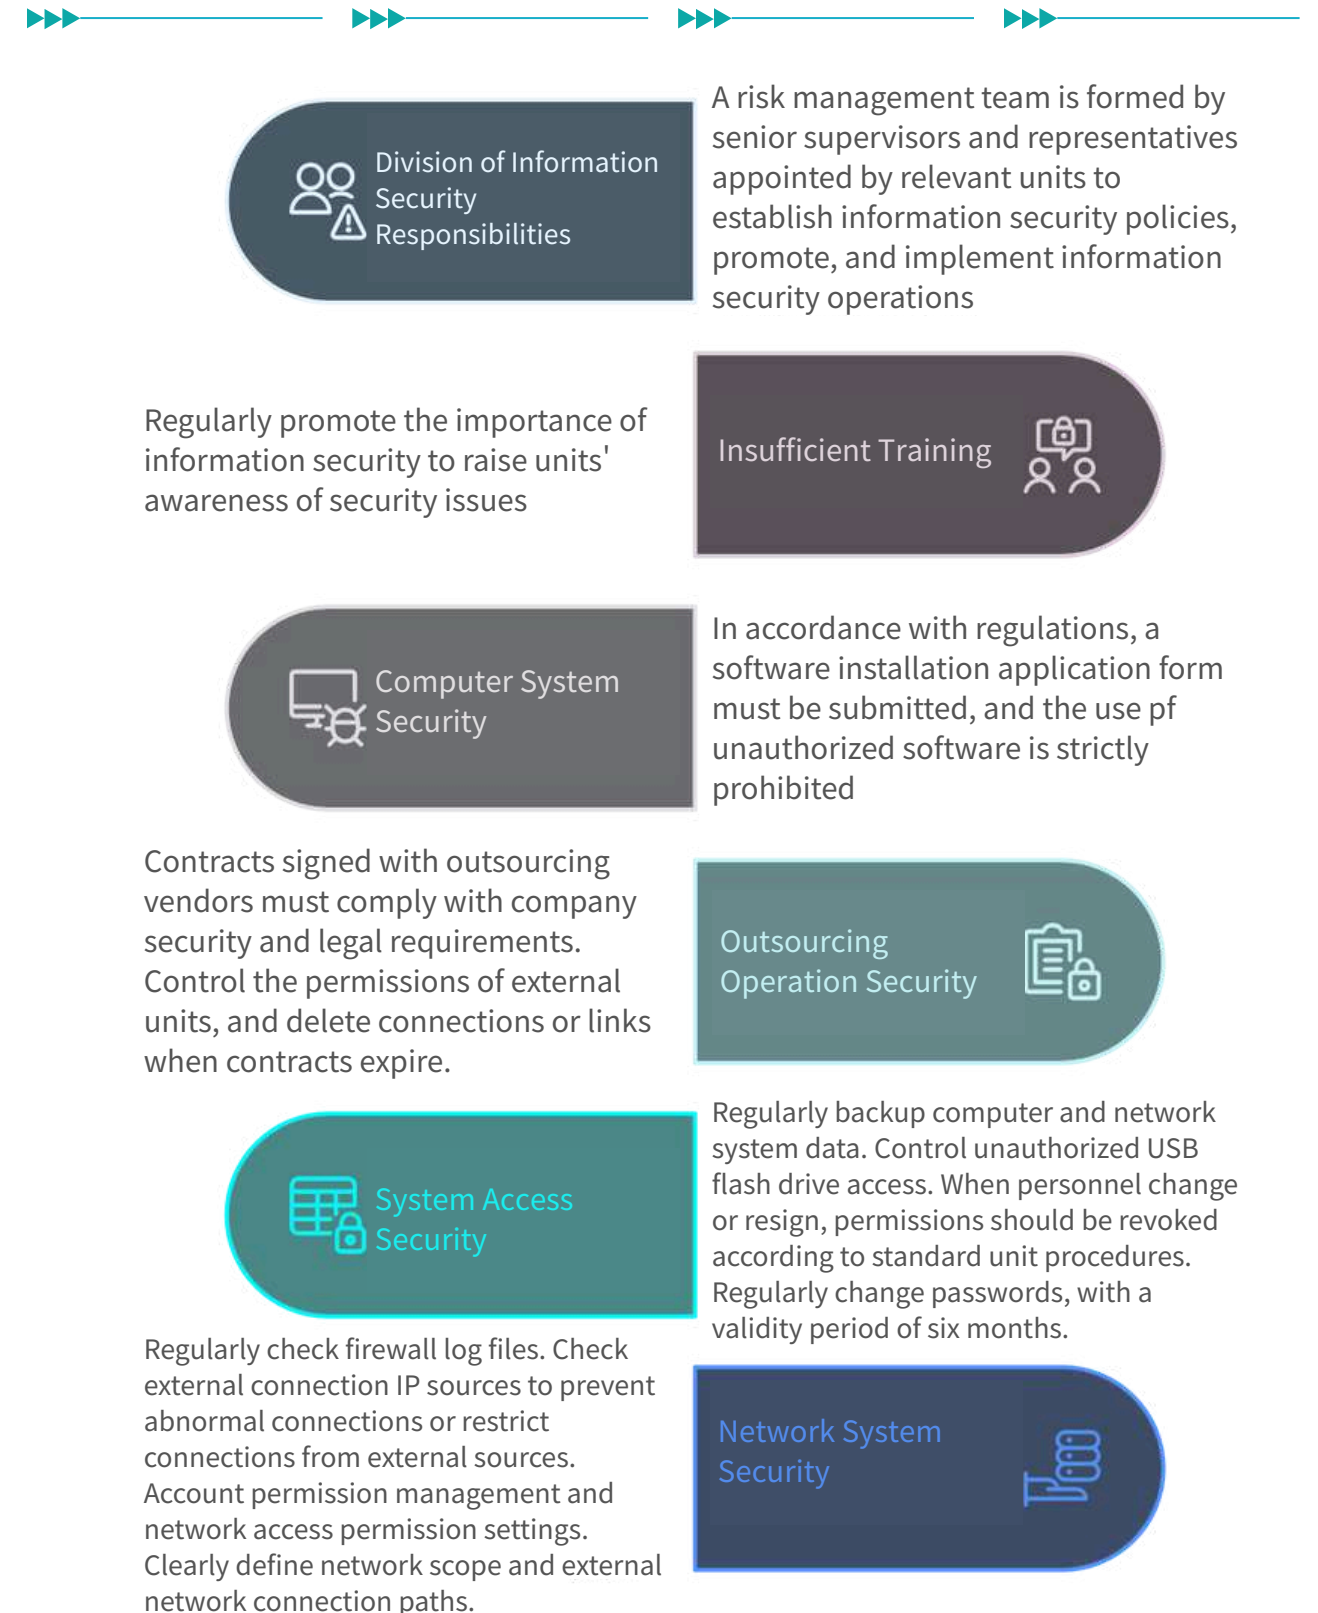 Division of Information
Security
Responsibilities
A risk management team is formed by
senior supervisors and representatives
appointed by relevant units to
establish information security policies,
promote, and implement information
security operations
Insufficient Training
Regularly promote the importance of
information security to raise units'
awareness of security issues
Computer System
Security
In accordance with regulations, a
software installation application form
must be submitted, and the use pf
unauthorized software is strictly
prohibited
Outsourcing
Operation Security
Contracts signed with outsourcing
vendors must comply with company
security and legal requirements.
Control the permissions of external
units, and delete connections or links
when contracts expire.
System Access
Security
Regularly backup computer and network
system data. Control unauthorized USB
flash drive access. When personnel change
or resign, permissions should be revoked
according to standard unit procedures.
Regularly change passwords, with a
validity period of six months.
Network System
Security
Regularly check firewall log files. Check
external connection IP sources to prevent
abnormal connections or restrict
connections from external sources.
Account permission management and
network access permission settings.
Clearly define network scope and external
network connection paths.